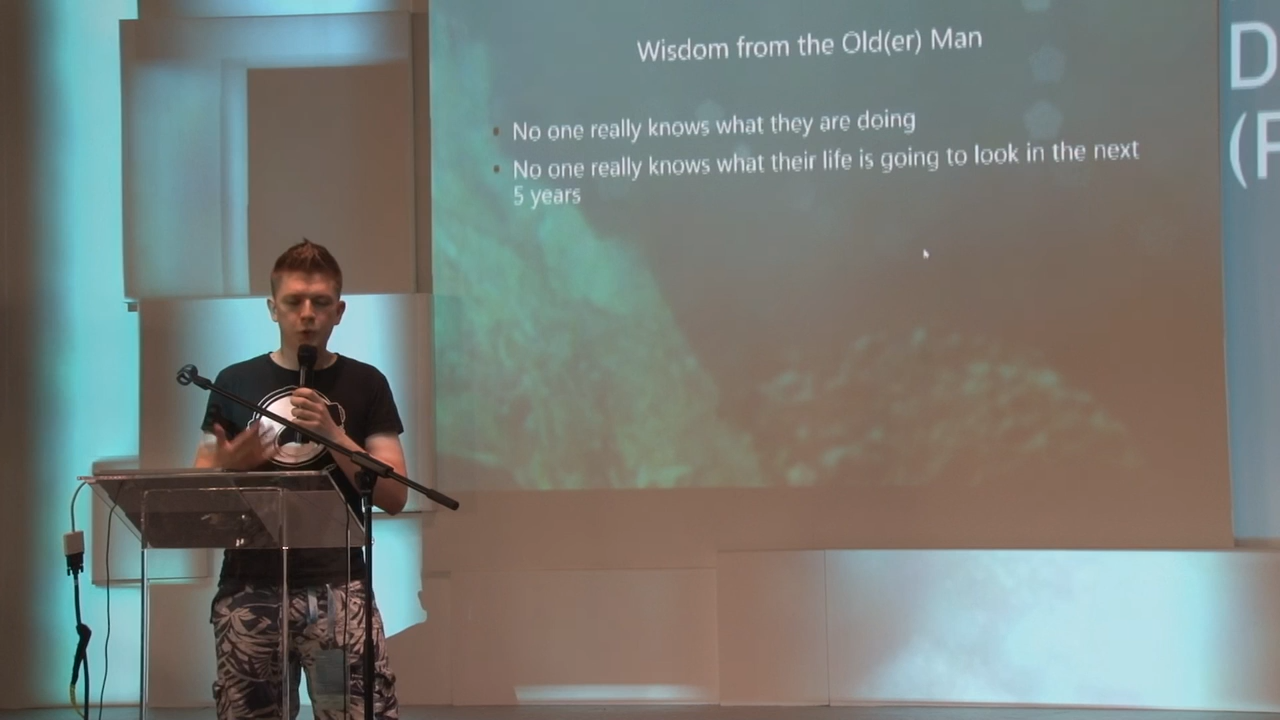 Wisdom from the Old(er) Man
No one really knows what they are doing
No one really knows what their life is going to look in the next
5 years
D
(F